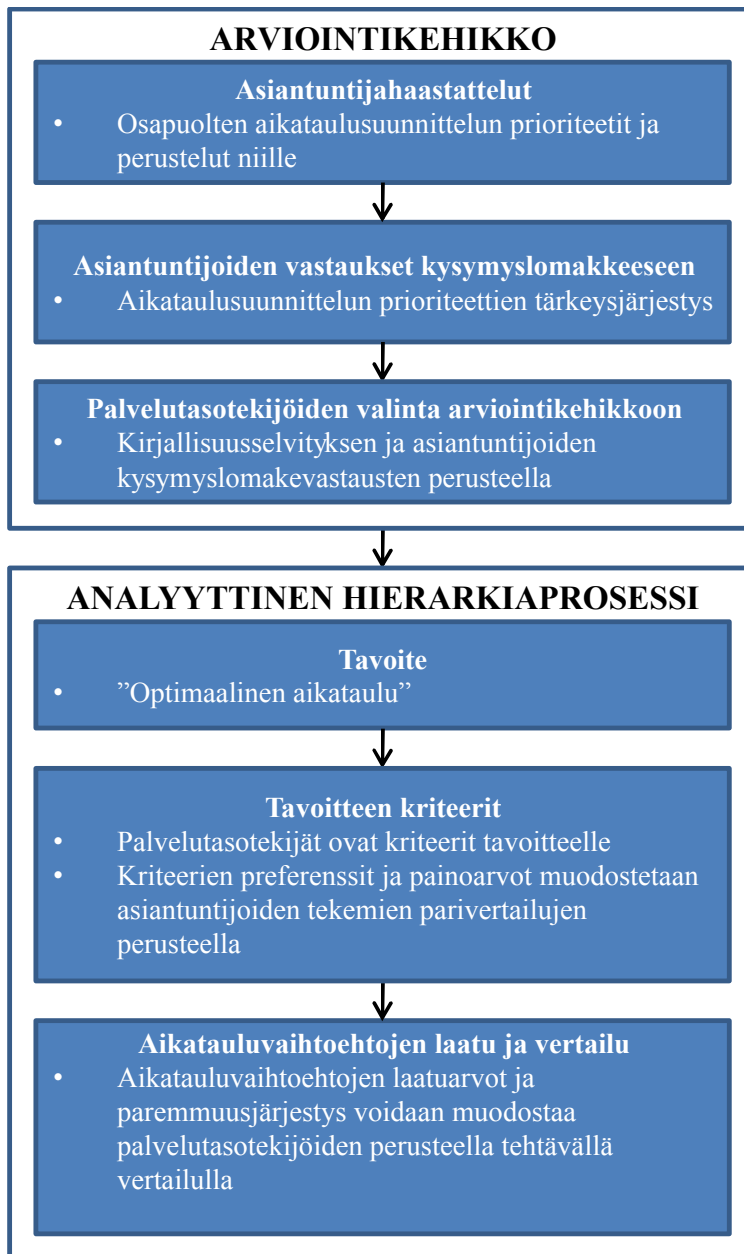 ARVIOINTIKEHIKKO
Asiantuntijahaastattelut
• Osapuolten aikataulusuunnittelun prioriteetit ja
perustelut niille
Asiantuntijoiden vastaukset kysymyslomakkeeseen
• Aikataulusuunnittelun prioriteettien tärkeysjärjestys
Palvelutasotekijöiden valinta arviointikehikkoon
• Kirjallisuusselvityksen ja asiantuntijoiden
kysymyslomakevastausten perusteella
ANALYYTTINEN HIERARKIAPROSESSI
Tavoite
• ”Optimaalinen aikataulu”
Tavoitteen kriteerit
• Palvelutasotekijät ovat kriteerit tavoitteelle
• Kriteerien preferenssit ja painoarvot muodostetaan
asiantuntijoiden tekemien parivertailujen
perusteella
Aikatauluvaihtoehtojen laatu ja vertailu
• Aikatauluvaihtoehtojen laatuarvot ja
paremmuusjärjestys voidaan muodostaa
palvelutasotekijöiden perusteella tehtävällä
vertailulla